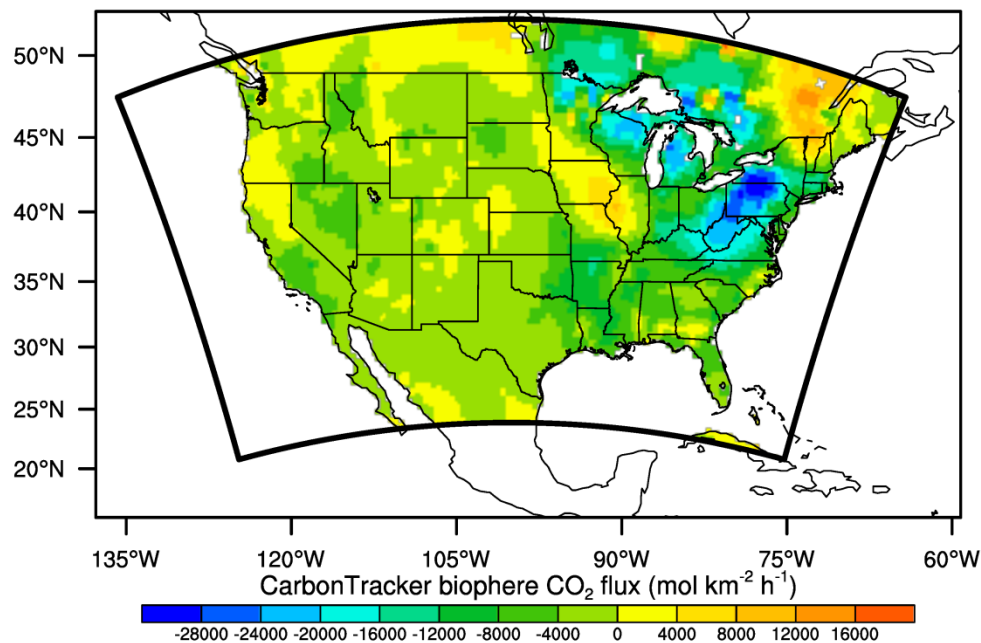 50°N
45°N
40°N
35°N
30°N
25°N
20°N
135°W 120°W 105°W 90°W 75°W 60°W
CarbonTracker biophere CO₂ flux (mol km⁻² h⁻¹)
-28000 -24000 -20000 -16000 -12000 -8000 -4000 0 4000 8000 12000 16000